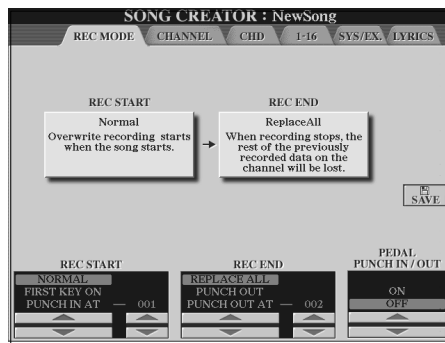 SONG CREATOR : NewSong
REC MODE CHANNEL CHD 1-16 SYS/EX. LYRICS
REC START REC END
Normal
Overwrite recording starts
when the song starts.
ReplaceAll
When recording stops, the
rest of the previously
recorded data on the
channel will be lost.
SAVE
REC START
NORMAL
FIRST KEY ON
PUNCH IN AT — 001
REC END
REPLACE ALL
PUNCH OUT
PUNCH OUT AT — 002
PEDAL
PUNCH IN / OUT
ON
OFF